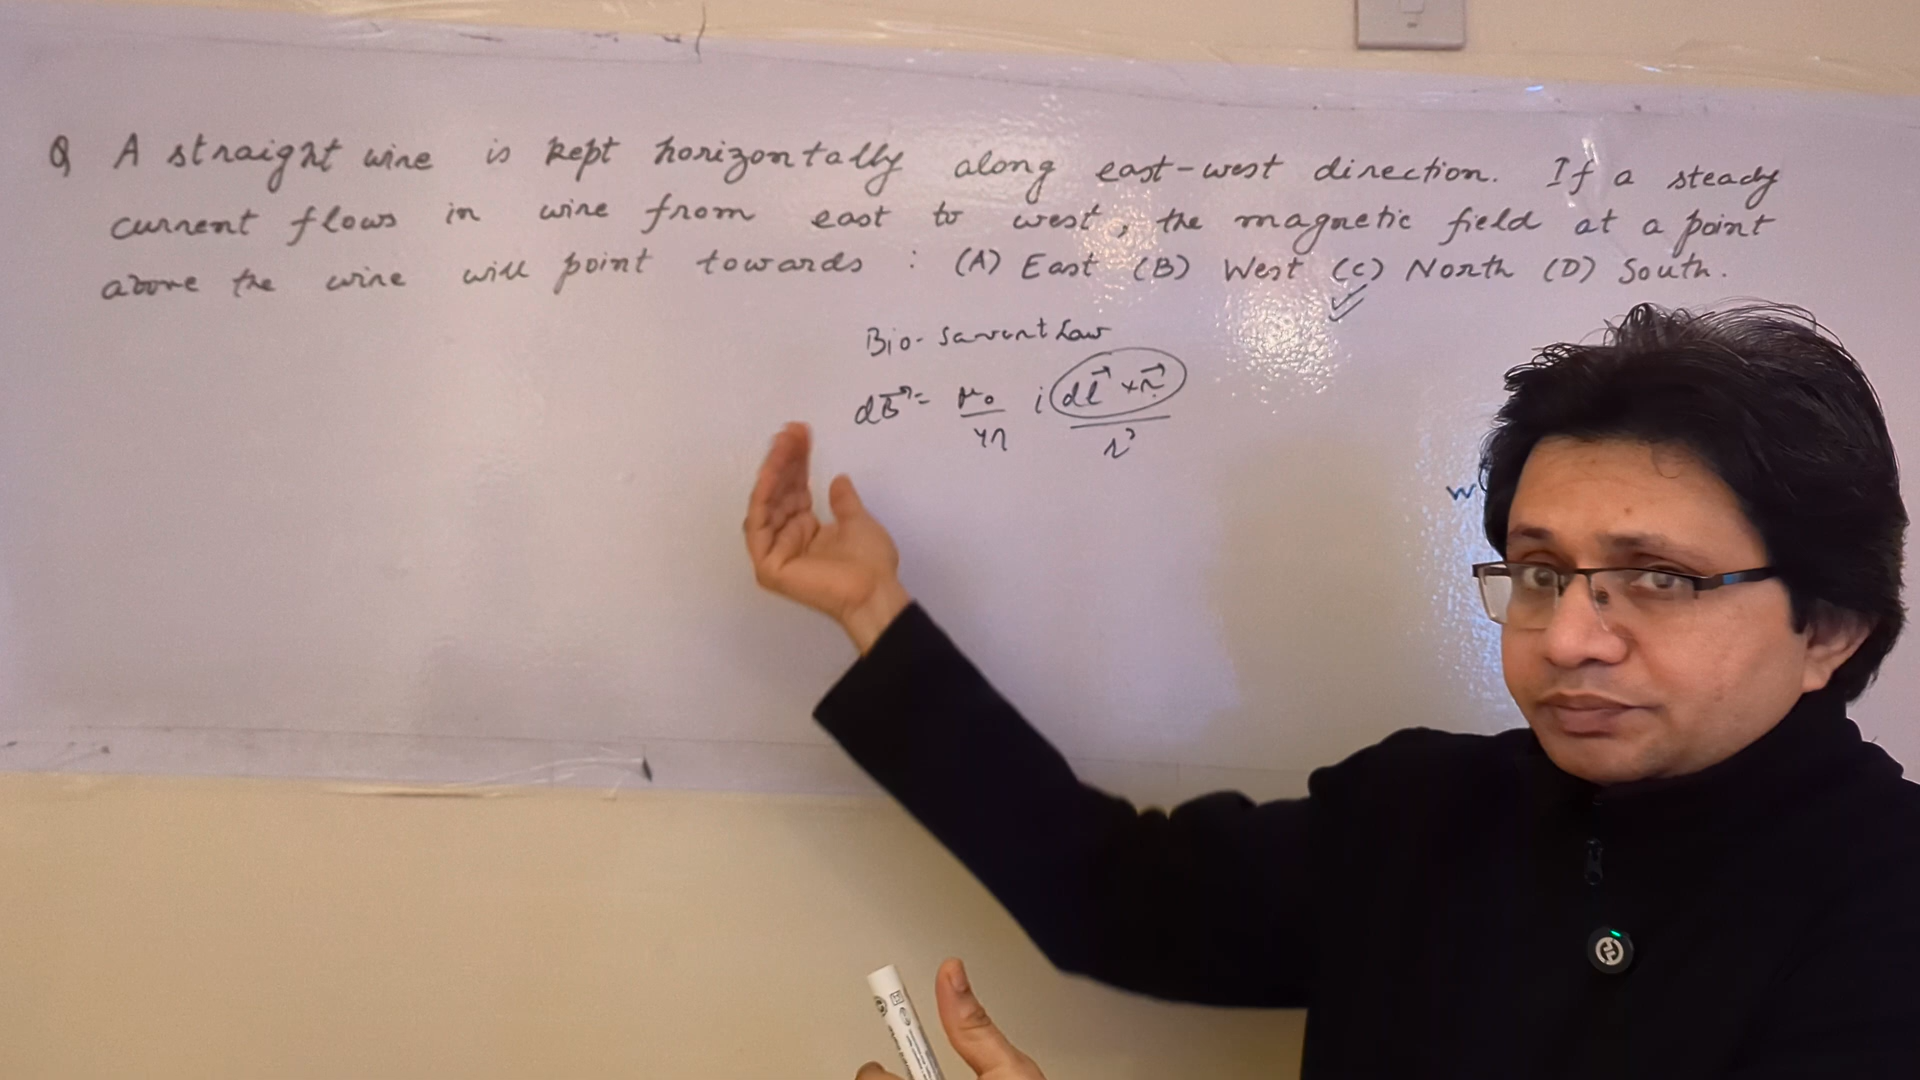 Q A straight wire is kept horizontally along east-west direction. If a steady
current flows in wire from east to west, the magnetic field at a point
above the wire will point towards : (A) East (B) West (C) North (D) South.
Bio-Savart Law
dB⃗ = μ₀/4π i (dl⃗ × r⃗)/r³